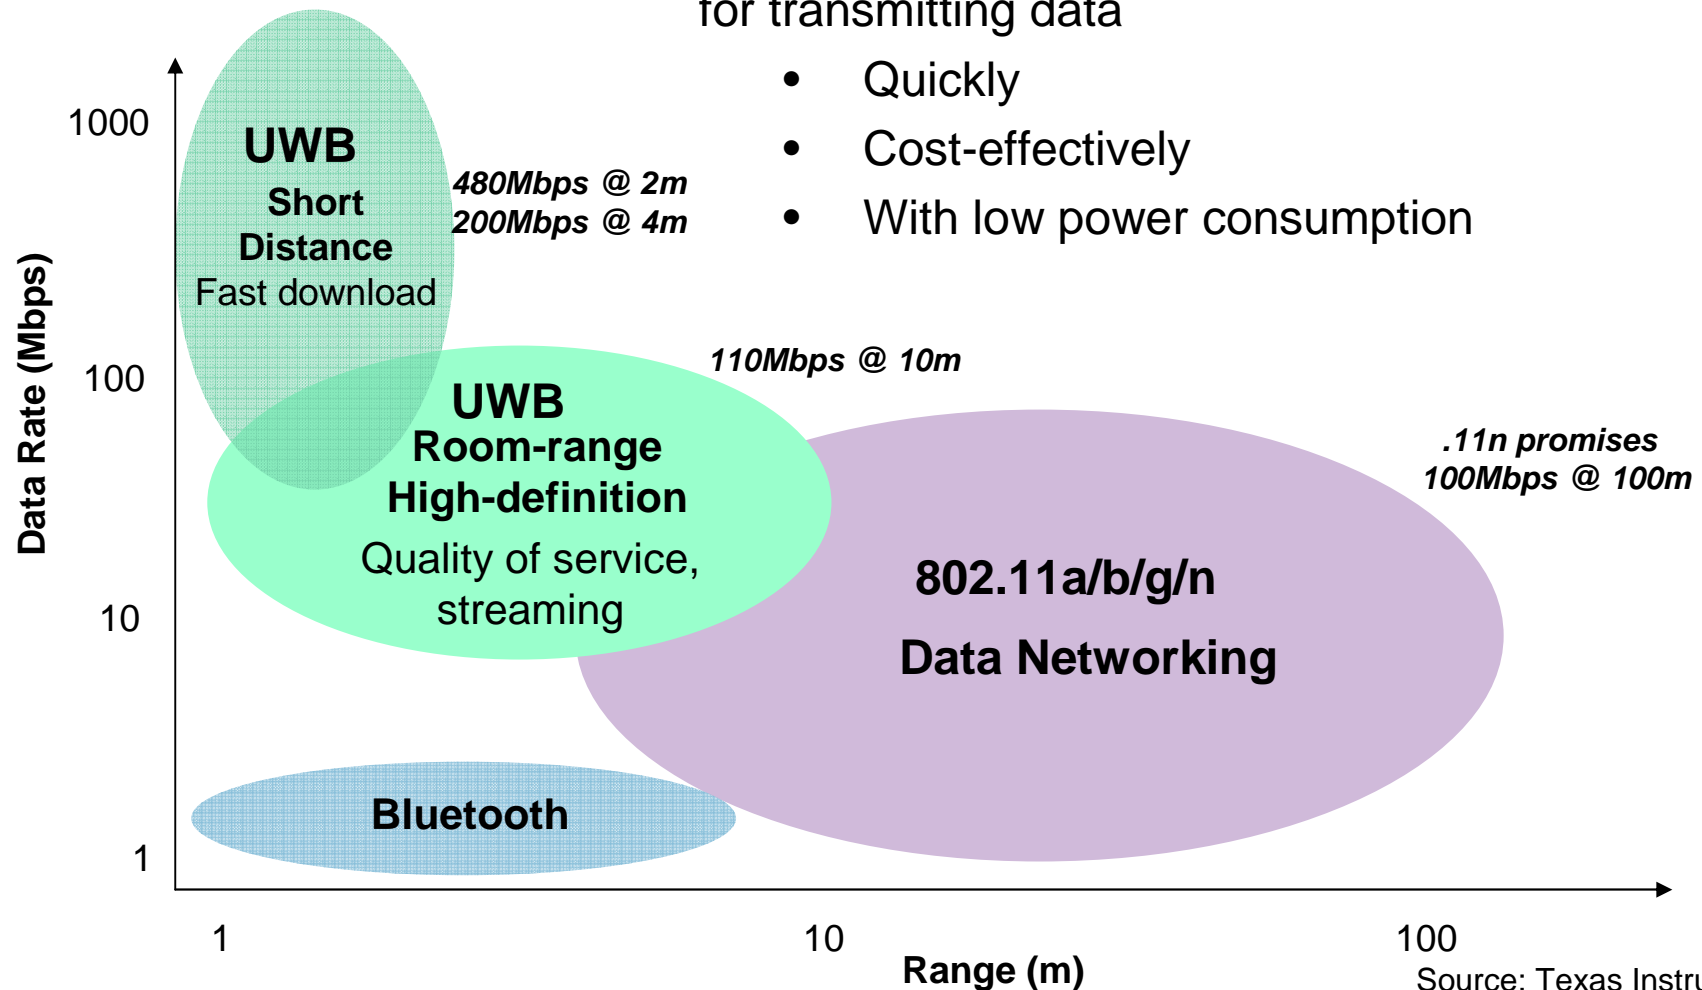 for transmitting data
• Quickly
• Cost-effectively
• With low power consumption
1000
100
10
1
Data Rate (Mbps)
UWB
Short
Distance
Fast download
480Mbps @ 2m
200Mbps @ 4m
110Mbps @ 10m
UWB
Room-range
High-definition
Quality of service,
streaming
.11n promises
100Mbps @ 100m
802.11a/b/g/n
Data Networking
Bluetooth
1
10
100
Range (m)
Source: Texas